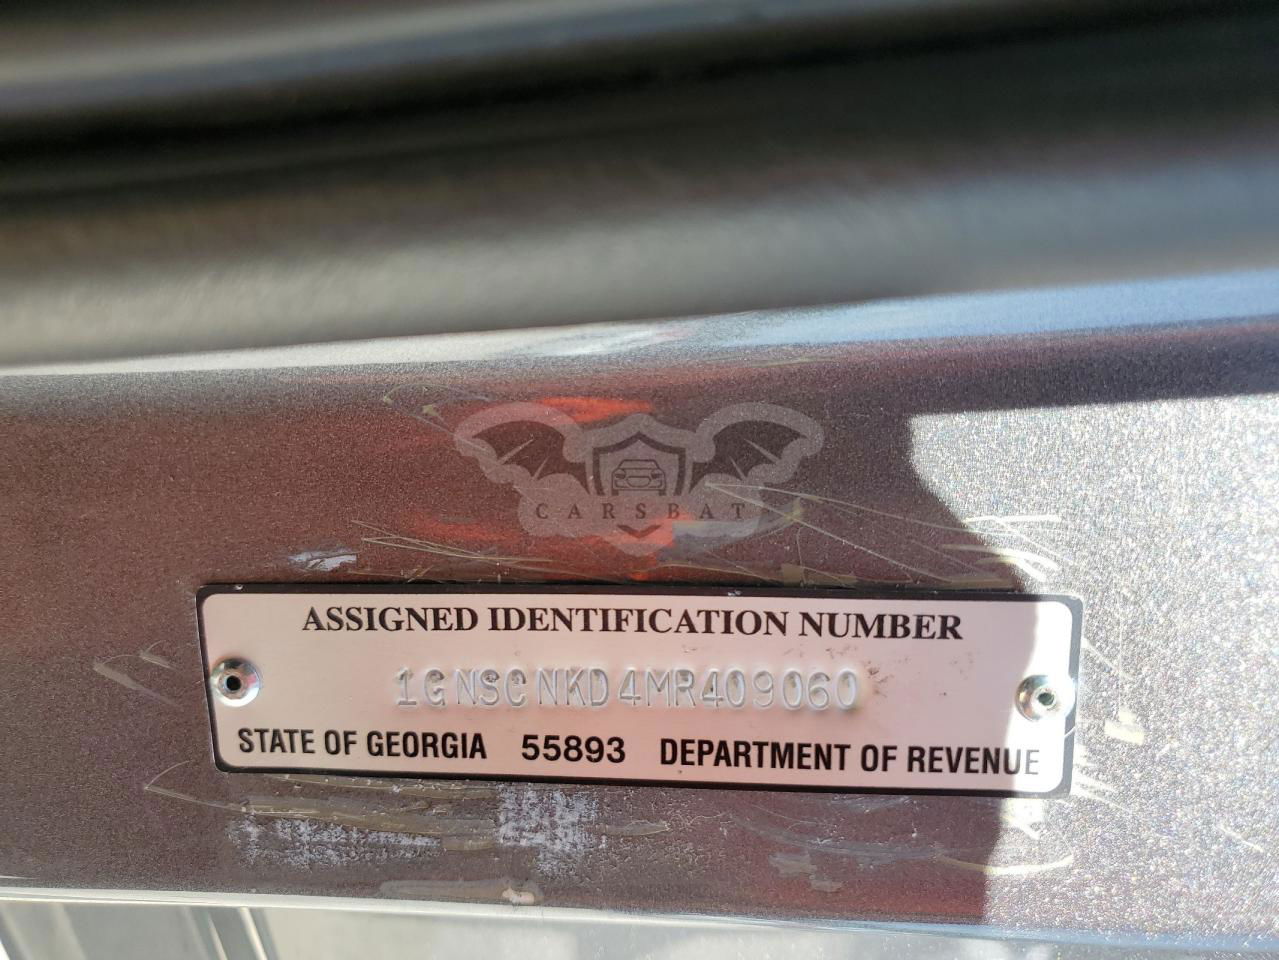 CARSBAT
ASSIGNED IDENTIFICATION NUMBER
1GNSCNKD4MR409060
STATE OF GEORGIA 55893 DEPARTMENT OF REVENUE